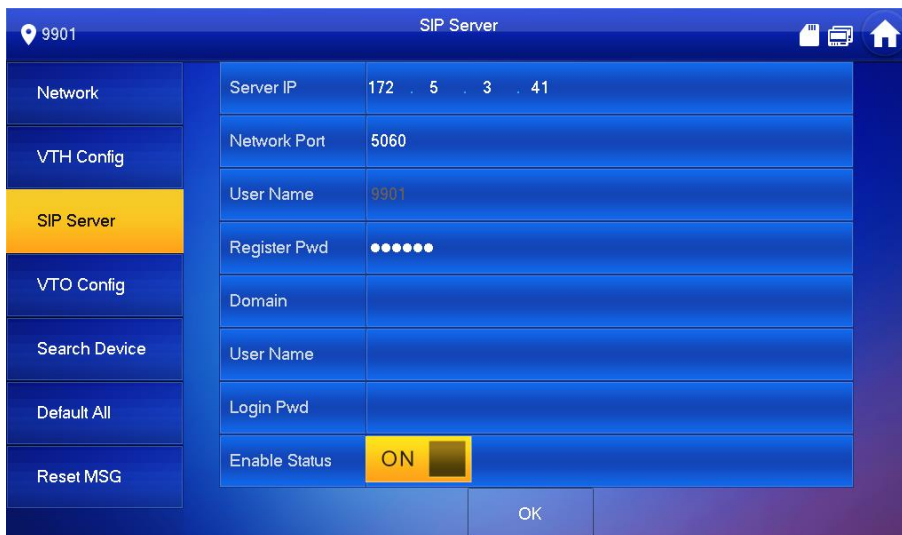 9901
SIP Server
Network
VTH Config
SIP Server
VTO Config
Search Device
Default All
Reset MSG
Server IP 172 . 5 . 3 . 41
Network Port 5060
User Name 9901
Register Pwd ●●●●●●
Domain
User Name
Login Pwd
Enable Status ON
OK